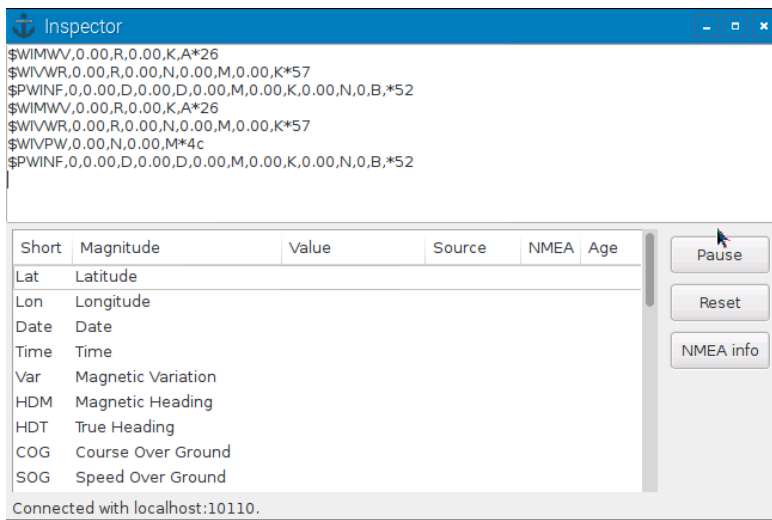 Inspector
$WIMWV,0.00,R,0.00,K,A*26
$WIVWR,0.00,R,0.00,N,0.00,M,0.00,K*57
$PWINF,0,0.00,D,0.00,D,0.00,M,0.00,K,0.00,N,0,B,*52
$WIMWV,0.00,R,0.00,K,A*26
$WIVWR,0.00,R,0.00,N,0.00,M,0.00,K*57
$WIVPW,0.00,N,0.00,M*4c
$PWINF,0,0.00,D,0.00,D,0.00,M,0.00,K,0.00,N,0,B,*52
Short Magnitude Value Source NMEA Age
Lat Latitude
Lon Longitude
Date Date
Time Time
Var Magnetic Variation
HDM Magnetic Heading
HDT True Heading
COG Course Over Ground
SOG Speed Over Ground
Pause
Reset
NMEA info
Connected with localhost:10110.